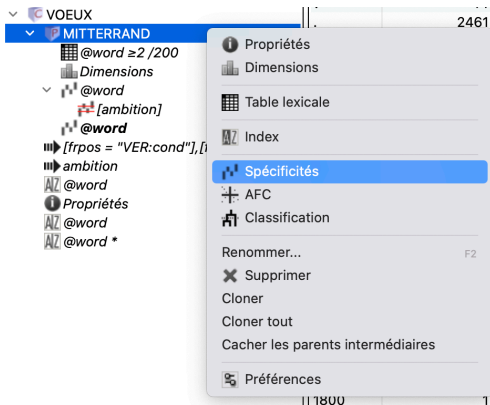 VOEUX
2461
MITTERRAND
@word ≥2 /200
Dimensions
@word
[ambition]
@word
[frpos = "VER:cond"],[
ambition
@word
Propriétés
@word
@word *
Propriétés
Dimensions
Table lexicale
Index
Spécificités
AFC
Classification
Renommer... F2
Supprimer
Cloner
Cloner tout
Cacher les parents intermédiaires
Préférences
1800 1